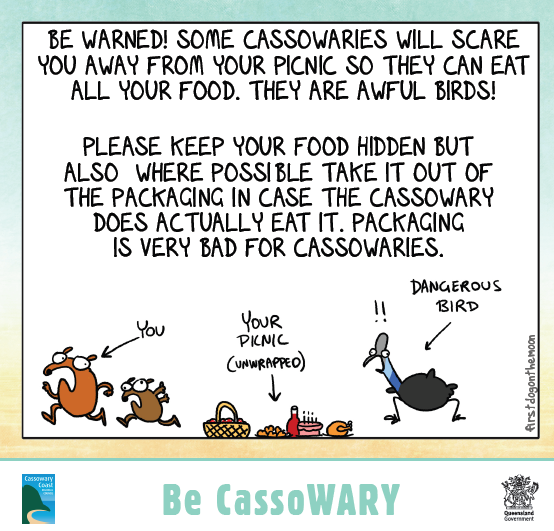 BE WARNED! SOME CASSOWARIES WILL SCARE
YOU AWAY FROM YOUR PICNIC SO THEY CAN EAT
ALL YOUR FOOD. THEY ARE AWFUL BIRDS!
PLEASE KEEP YOUR FOOD HIDDEN BUT
ALSO WHERE POSSIBLE TAKE IT OUT OF
THE PACKAGING IN CASE THE CASSOWARY
DOES ACTUALLY EAT IT. PACKAGING
IS VERY BAD FOR CASSOWARIES.
DANGEROUS
BIRD
!!
YOU
YOUR
PICNIC
(UNWRAPPED)
firstdogonthemoon
Cassowary
Coast
Be CassoWARY
Queensland
Government